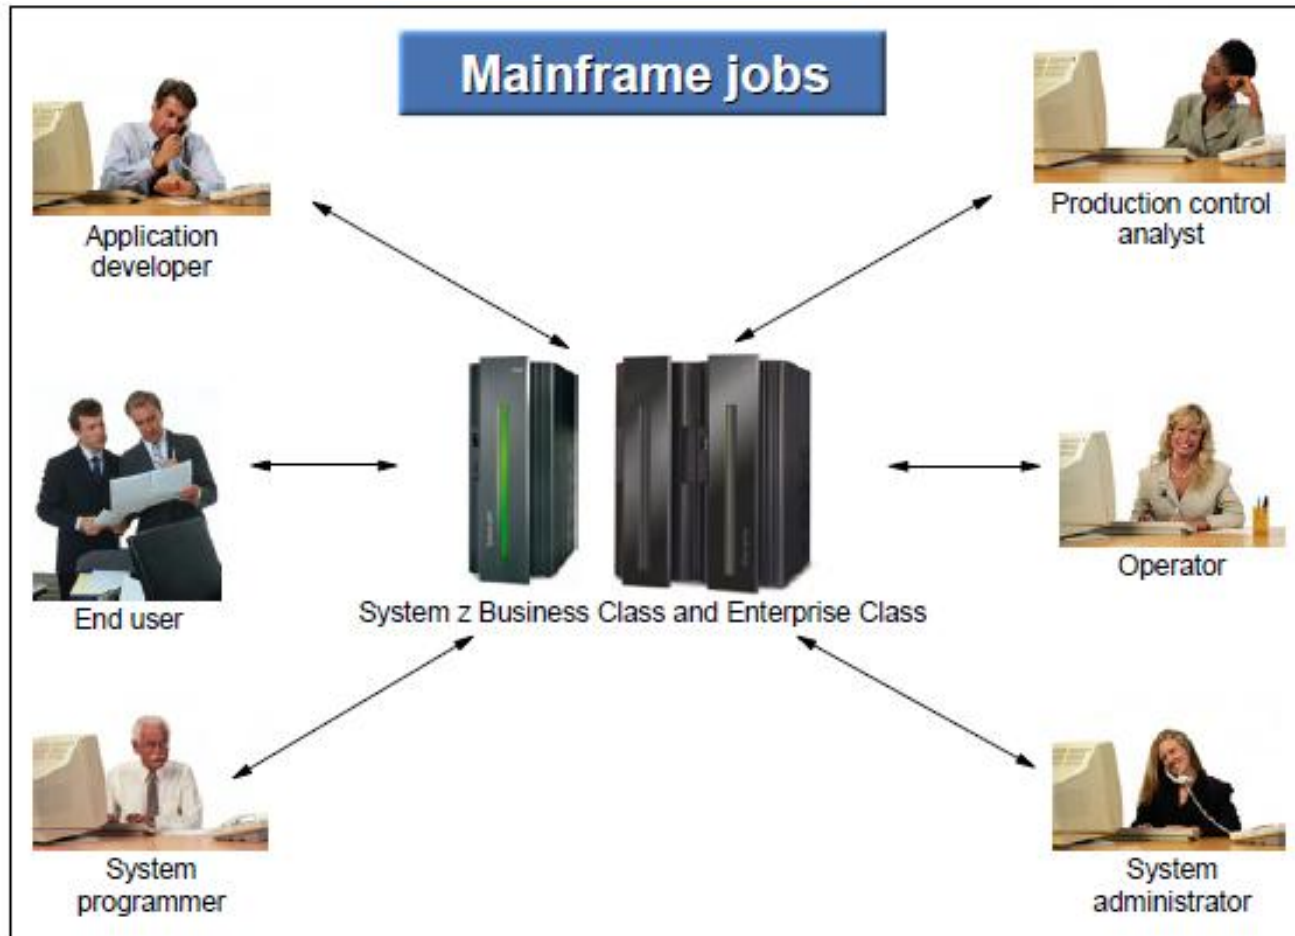 Mainframe jobs
Application
developer
Production control
analyst
End user
System z Business Class and Enterprise Class
Operator
System
programmer
System
administrator